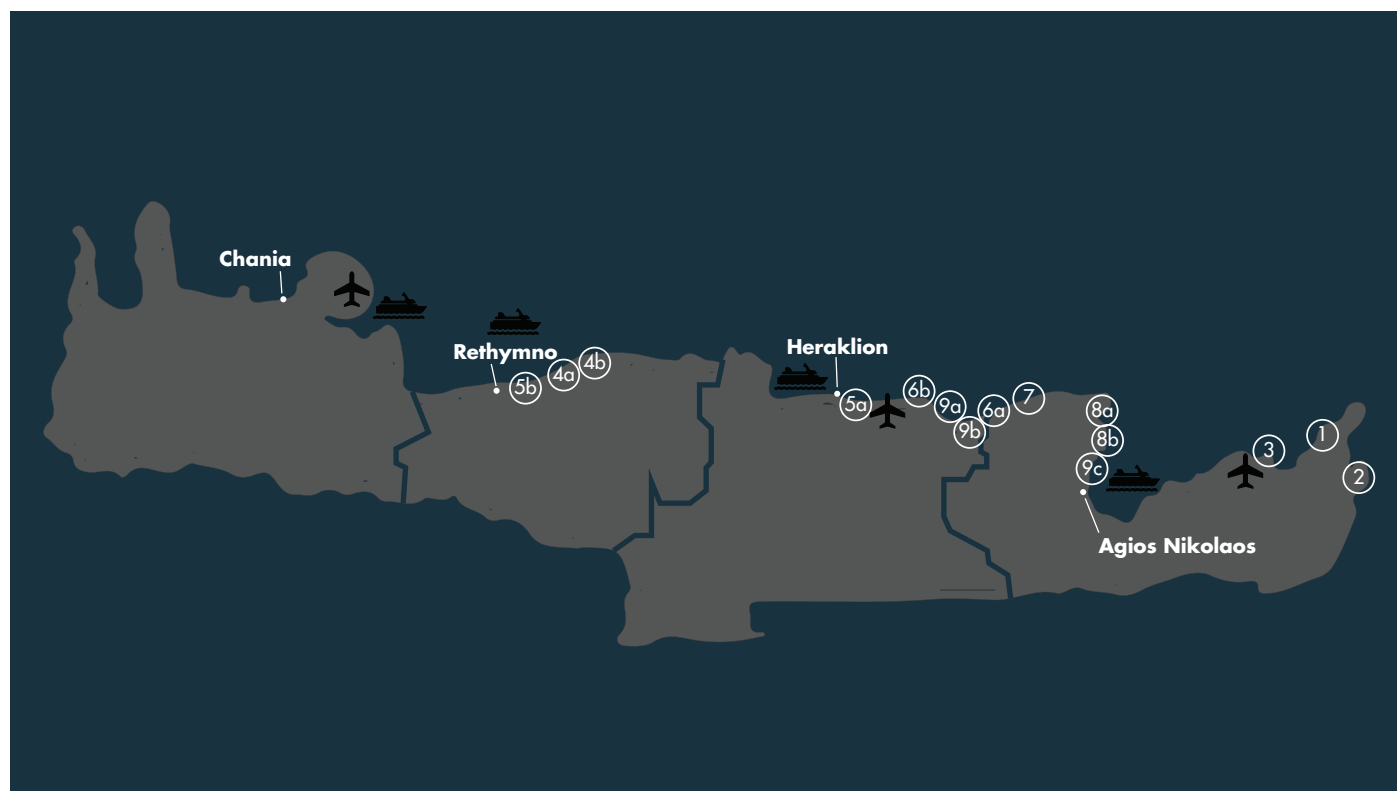 Chania
Rethymno
5b
4a
4b
Heraklion
5a
6b
9a
9b
6a
7
8a
8b
9c
3
1
2
Agios Nikolaos